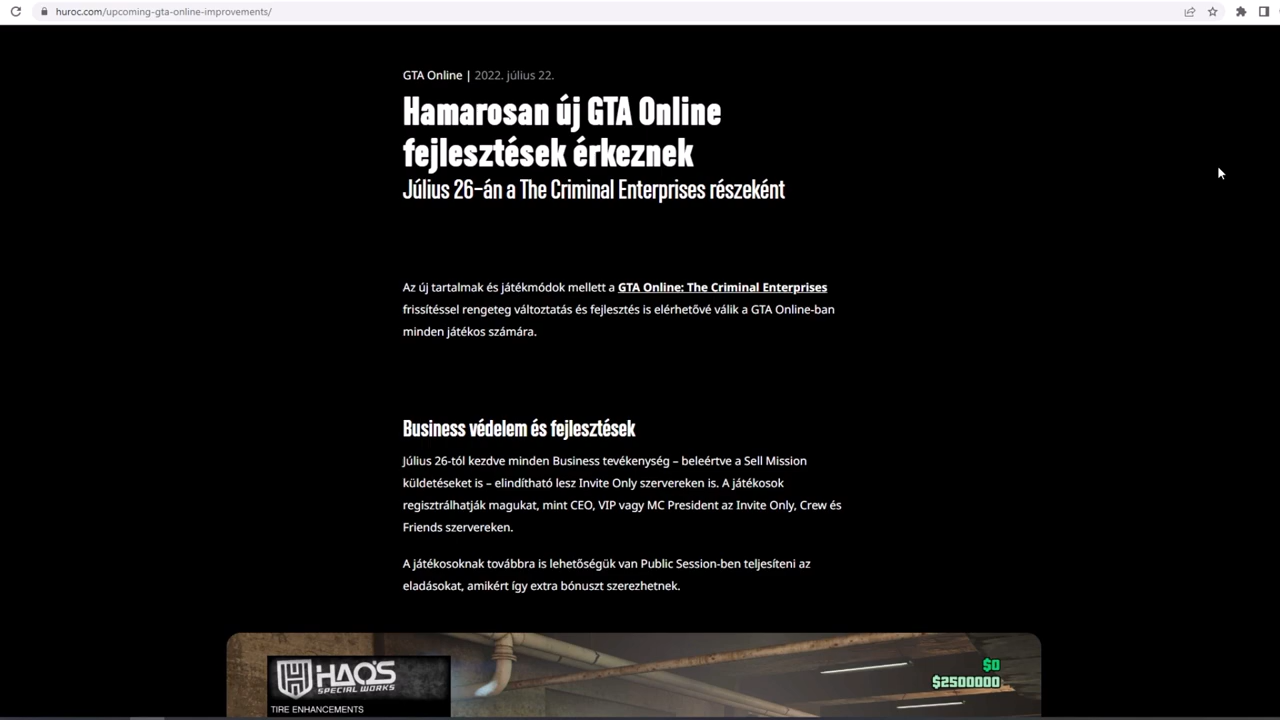 huroc.com/upcoming-gta-online-improvements/
GTA Online | 2022. július 22.
Hamarosan új GTA Online
fejlesztések érkeznek
Július 26-án a The Criminal Enterprises részeként
Az új tartalmak és játékmódok mellett a GTA Online: The Criminal Enterprises
frissítéssel rengeteg változtatás és fejlesztés is elérhetővé válik a GTA Online-ban
minden játékos számára.
Business védelem és fejlesztések
Július 26-tól kezdve minden Business tevékenység – beleértve a Sell Mission
küldetéseket is – elindítható lesz Invite Only szervereken is. A játékosok
regisztrálhatják magukat, mint CEO, VIP vagy MC President az Invite Only, Crew és
Friends szervereken.
A játékosoknak továbbra is lehetőségük van Public Session-ben teljesíteni az
eladásokat, amikért így extra bónuszt szerezhetnek.
HAO'S
SPECIAL WORKS
TIRE ENHANCEMENTS
$0
$2500000